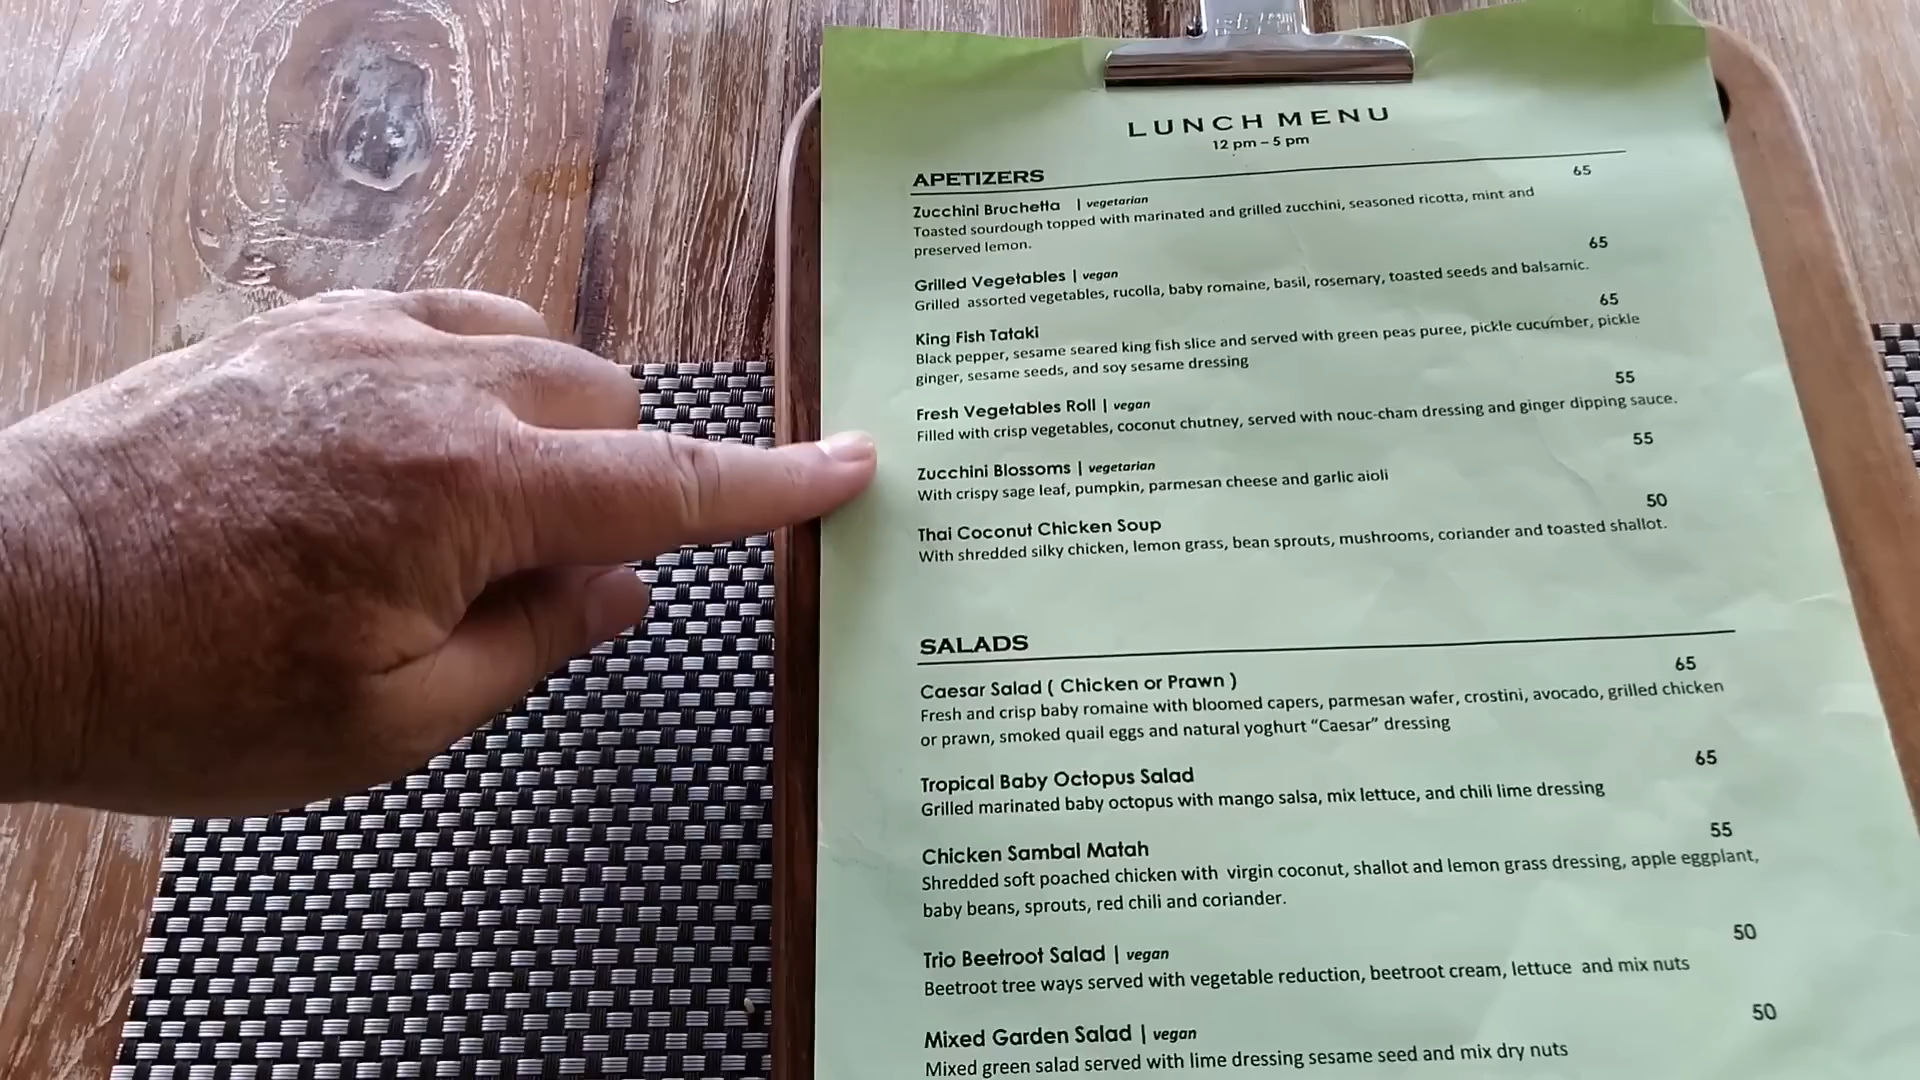 LUNCH MENU
12 pm – 5 pm
APETIZERS
65
Zucchini Bruchetta | vegetarian
Toasted sourdough topped with marinated and grilled zucchini, seasoned ricotta, mint and
preserved lemon.
65
Grilled Vegetables | vegan
Grilled assorted vegetables, rucolla, baby romaine, basil, rosemary, toasted seeds and balsamic.
65
King Fish Tataki
Black pepper, sesame seared king fish slice and served with green peas puree, pickle cucumber, pickle
ginger, sesame seeds, and soy sesame dressing
55
Fresh Vegetables Roll | vegan
Filled with crisp vegetables, coconut chutney, served with nouc-cham dressing and ginger dipping sauce.
55
Zucchini Blossoms | vegetarian
With crispy sage leaf, pumpkin, parmesan cheese and garlic aioli
50
Thai Coconut Chicken Soup
With shredded silky chicken, lemon grass, bean sprouts, mushrooms, coriander and toasted shallot.
SALADS
65
Caesar Salad ( Chicken or Prawn )
Fresh and crisp baby romaine with bloomed capers, parmesan wafer, crostini, avocado, grilled chicken
or prawn, smoked quail eggs and natural yoghurt “Caesar” dressing
65
Tropical Baby Octopus Salad
Grilled marinated baby octopus with mango salsa, mix lettuce, and chili lime dressing
55
Chicken Sambal Matah
Shredded soft poached chicken with virgin coconut, shallot and lemon grass dressing, apple eggplant,
baby beans, sprouts, red chili and coriander.
50
Trio Beetroot Salad | vegan
Beetroot tree ways served with vegetable reduction, beetroot cream, lettuce and mix nuts
50
Mixed Garden Salad | vegan
Mixed green salad served with lime dressing sesame seed and mix dry nuts